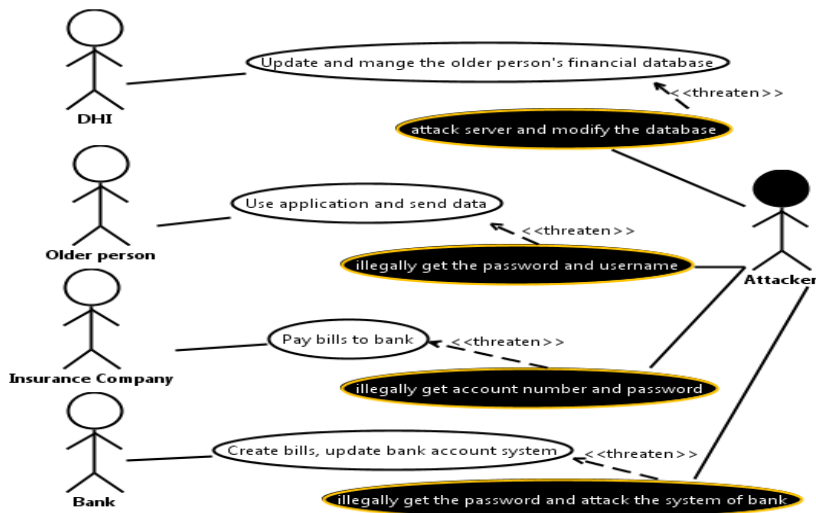 Update and mange the older person's financial database
<<threaten>>
DHI
attack server and modify the database
Use application and send data
<<threaten>>
Older person
illegally get the password and username
Attacker
Pay bills to bank
<<threaten>>
Insurance Company
illegally get account number and password
Create bills, update bank account system
<<threaten>>
Bank
illegally get the password and attack the system of bank